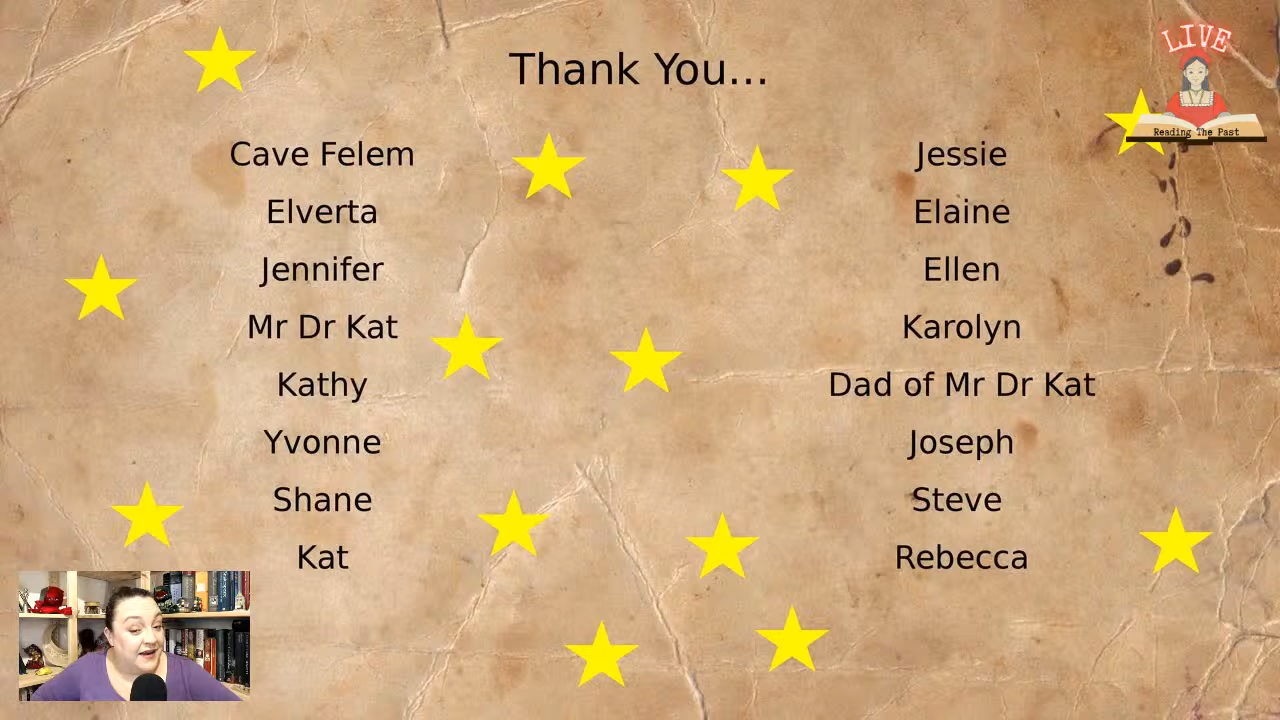 LIVE
Reading The Past
Thank You...
Cave Felem
Elverta
Jennifer
Mr Dr Kat
Kathy
Yvonne
Shane
Kat
Jessie
Elaine
Ellen
Karolyn
Dad of Mr Dr Kat
Joseph
Steve
Rebecca